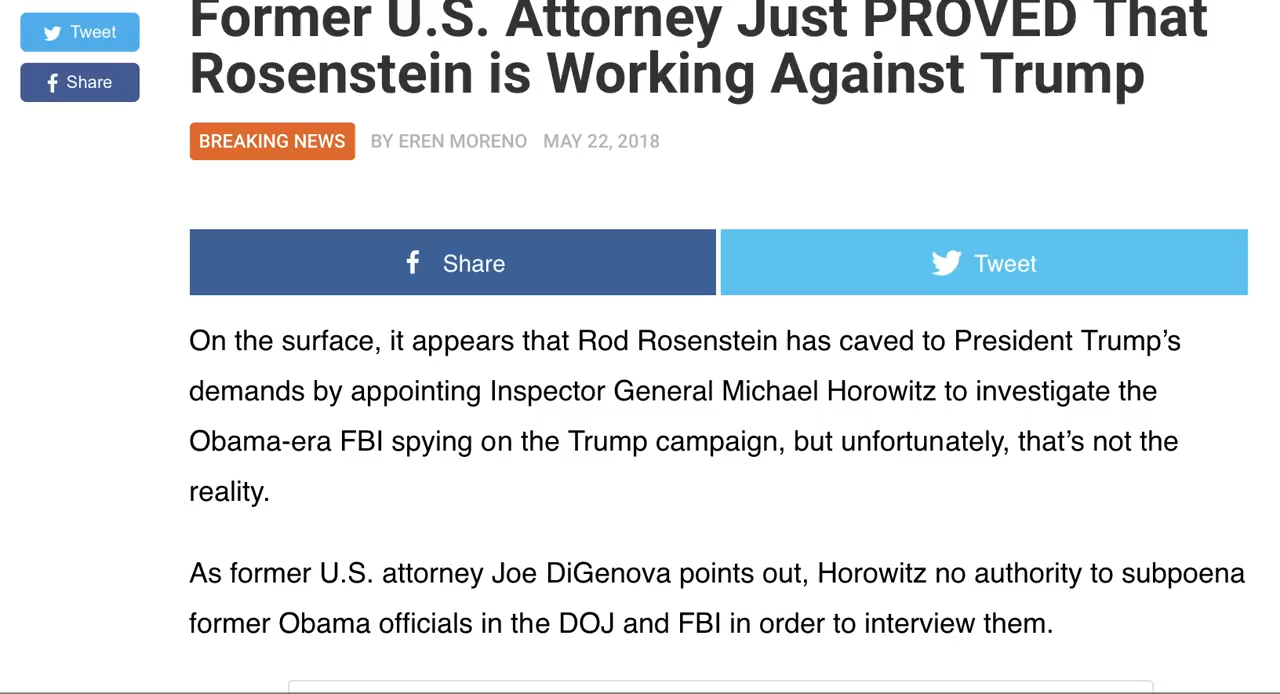 Tweet
Share
Former U.S. Attorney Just PROVED That
Rosenstein is Working Against Trump
BREAKING NEWS BY EREN MORENO MAY 22, 2018
Share Tweet
On the surface, it appears that Rod Rosenstein has caved to President Trump’s
demands by appointing Inspector General Michael Horowitz to investigate the
Obama-era FBI spying on the Trump campaign, but unfortunately, that’s not the
reality.
As former U.S. attorney Joe DiGenova points out, Horowitz no authority to subpoena
former Obama officials in the DOJ and FBI in order to interview them.